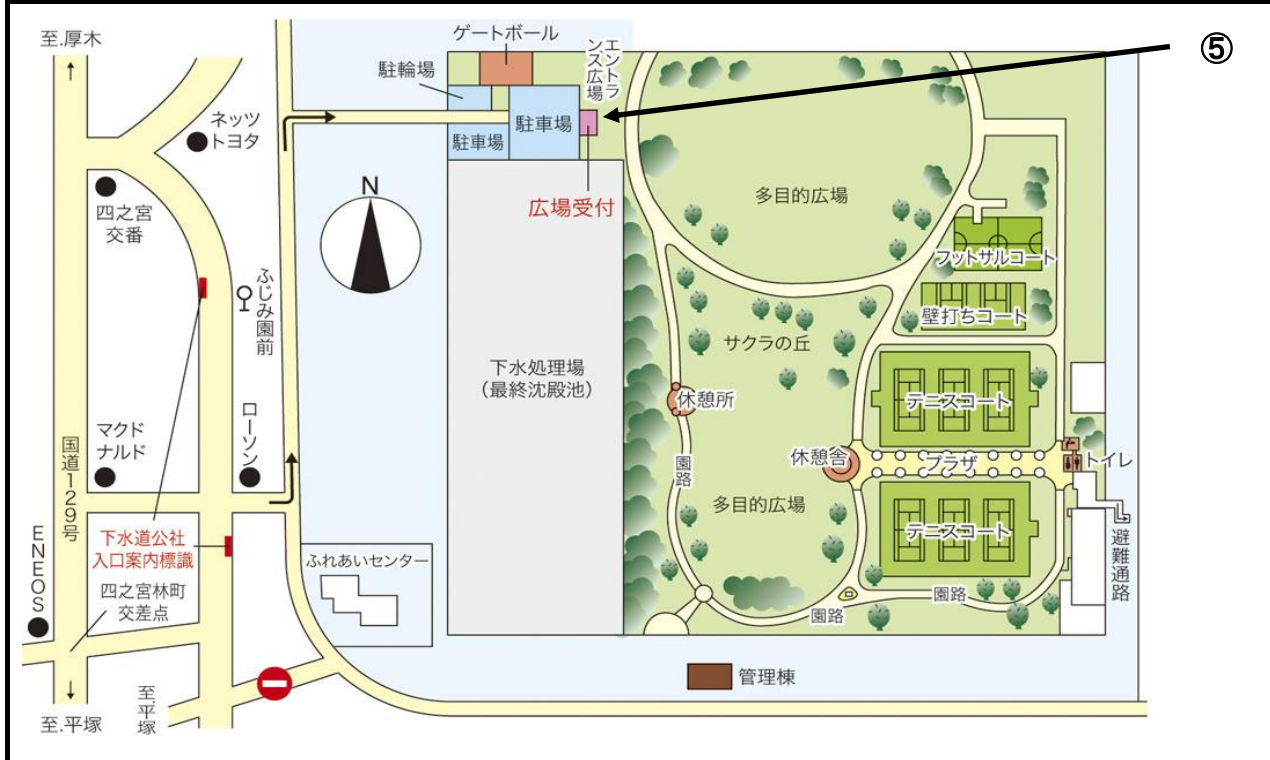 至.厚木
ゲートボール
エントラ
ンス広場
⑤
駐輪場
ネッツ
トヨタ
駐車場
駐車場
N
四之宮
交番
広場受付
多目的広場
フットサルコート
ふじみ園前
壁打ちコート
サクラの丘
下水処理場
(最終沈殿池)
休憩所
テニスコート
ローソン
マクド
ナルド
国道129号
園路
休憩舎
プラザ
トイレ
多目的広場
テニスコート
ENEOS
下水道公社
入口案内標識
ふれあいセンター
避難通路
四之宮林町
交差点
園路
園路
管理棟
至.平塚
至.平塚